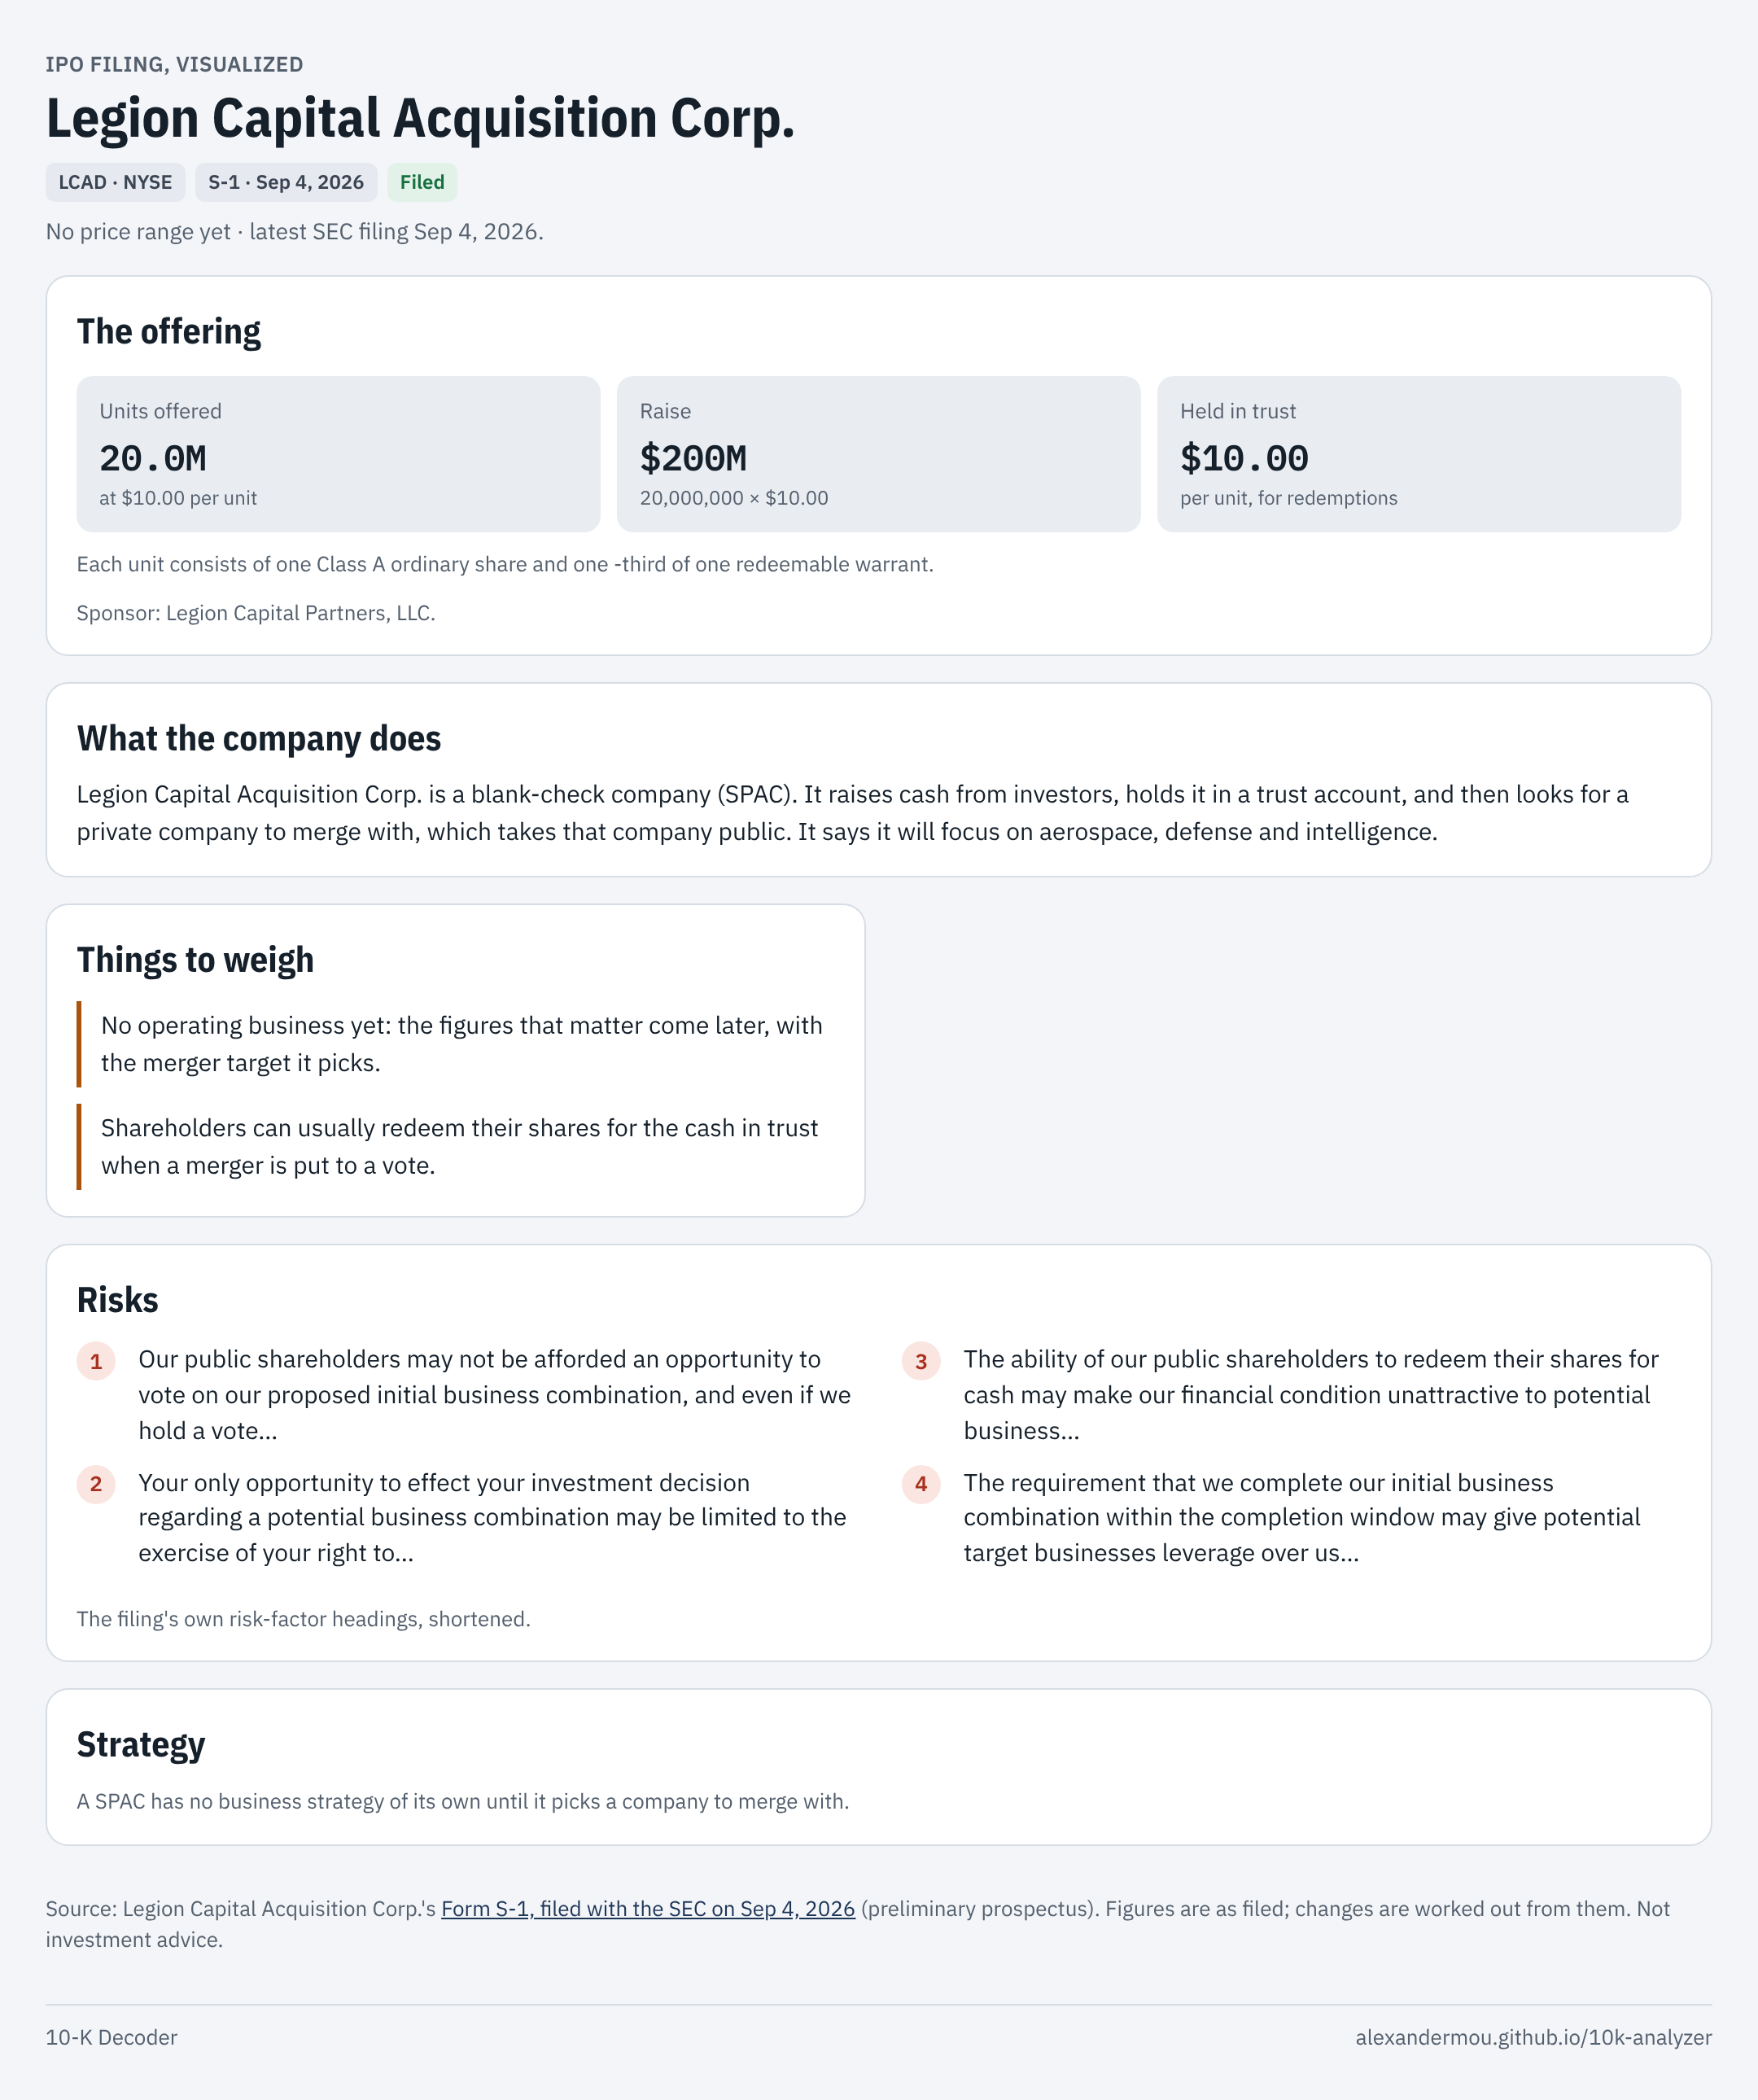 IPO FILING, VISUALIZED
Legion Capital Acquisition Corp.
LCAD · NYSE
S-1 · Sep 4, 2026
Filed
No price range yet · latest SEC filing Sep 4, 2026.
The offering
Units offered
20.0M
at $10.00 per unit
Raise
$200M
20,000,000 × $10.00
Held in trust
$10.00
per unit, for redemptions
Each unit consists of one Class A ordinary share and one -third of one redeemable warrant.
Sponsor: Legion Capital Partners, LLC.
What the company does
Legion Capital Acquisition Corp. is a blank-check company (SPAC). It raises cash from investors, holds it in a trust account, and then looks for a
private company to merge with, which takes that company public. It says it will focus on aerospace, defense and intelligence.
Things to weigh
No operating business yet: the figures that matter come later, with
the merger target it picks.
Shareholders can usually redeem their shares for the cash in trust
when a merger is put to a vote.
Risks
1
Our public shareholders may not be afforded an opportunity to
vote on our proposed initial business combination, and even if we
hold a vote...
2
Your only opportunity to effect your investment decision
regarding a potential business combination may be limited to the
exercise of your right to...
3
The ability of our public shareholders to redeem their shares for
cash may make our financial condition unattractive to potential
business...
4
The requirement that we complete our initial business
combination within the completion window may give potential
target businesses leverage over us...
The filing's own risk-factor headings, shortened.
Strategy
A SPAC has no business strategy of its own until it picks a company to merge with.
Source: Legion Capital Acquisition Corp.'s Form S-1, filed with the SEC on Sep 4, 2026 (preliminary prospectus). Figures are as filed; changes are worked out from them. Not
investment advice.
10-K Decoder
alexandermou.github.io/10k-analyzer